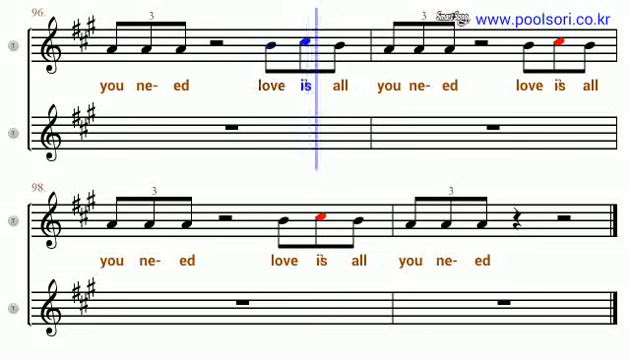 96.
3 3 www.poolsori.co.kr
T
you ne- ed love is all you ne- ed love is all
T
98.
3 3
T
you ne- ed love is all you ne- ed
T